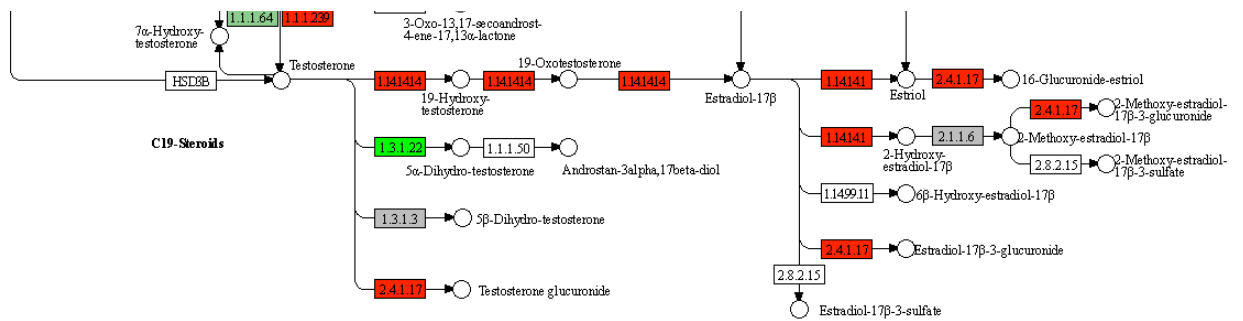 1.1.1.64
1.1.1.239
3-Oxo-13,17-secoandrost-
4-ene-17,13α-lactone
7α-Hydroxy-
testosterone
Testosterone
HSD3B
19-Oxotestosterone
1.14.14.14
1.14.14.14
1.14.14.14
1.14.14.1
2.4.1.17
16-Glucuronide-estriol
19-Hydroxy-
testosterone
Estradiol-17β
Estriol
2.4.1.17
2-Methoxy-estradiol-
17β-3-glucuronide
C19-Steroids
1.3.1.22
1.1.1.50
1.14.14.1
2.1.1.6
2-Methoxy-estradiol-17β
5α-Dihydro-testosterone
Androstan-3alpha,17beta-diol
2-Hydroxy-
estradiol-17β
2.8.2.15
2-Methoxy-estradiol-
17β-3-sulfate
1.14.99.11
6β-Hydroxy-estradiol-17β
1.3.1.3
5β-Dihydro-testosterone
2.4.1.17
Estradiol-17β-3-glucuronide
2.8.2.15
2.4.1.17
Testosterone glucuronide
Estradiol-17β-3-sulfate